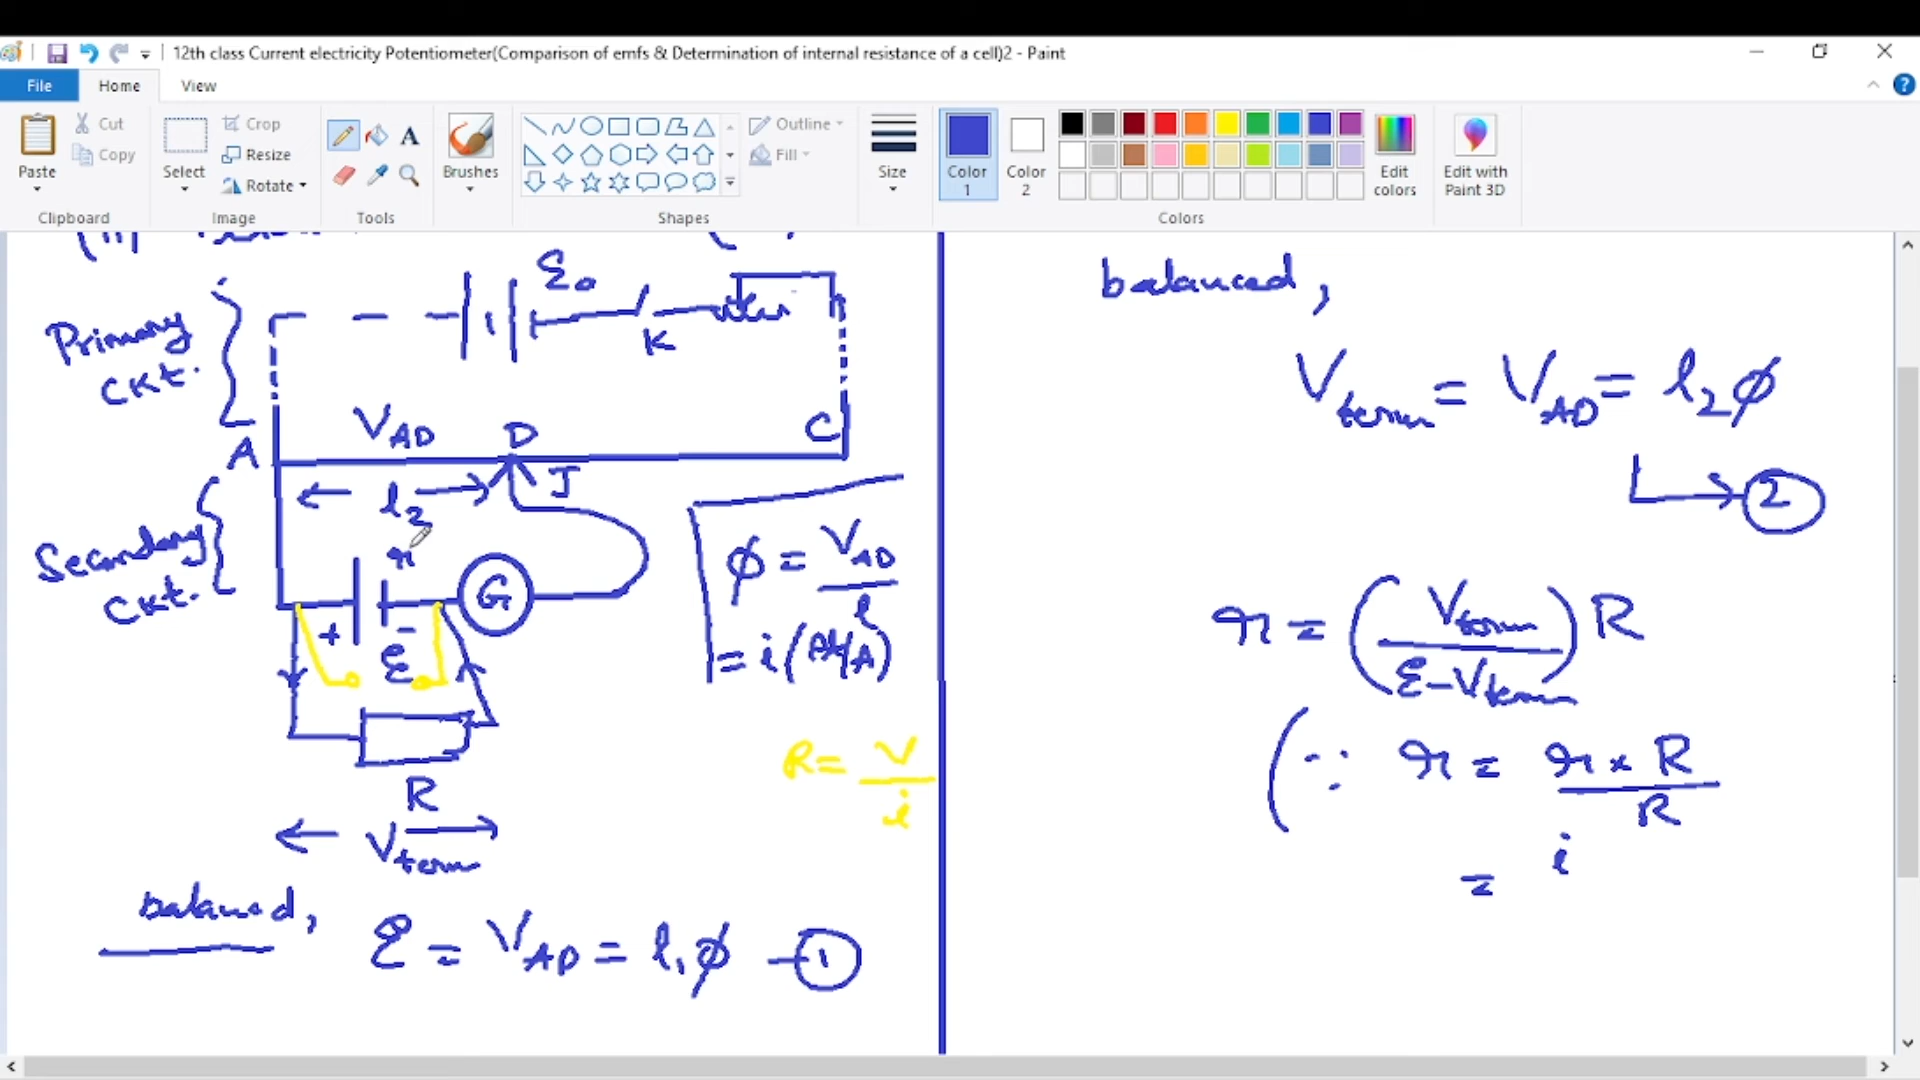 12th class Current electricity Potentiometer(Comparison of emfs & Determination of internal resistance of a cell)2 - Paint
File Home View
Paste
Cut
Copy
Clipboard
Select
Crop
Resize
Rotate
Image
A
Tools
Brushes
Outline
Fill
Shapes
Size
Color 1
Color 2
Colors
Edit colors
Edit with Paint 3D
(ii)
Primary
Ckt.
ε₀
K
V_AD
A
D
C
J
l₂
Secondary
Ckt.
r
G
+
-
ε
R
V_term
φ = V_AD / l
= i(ρ/A)
R = V / i
balanced,
ε = V_AD = l₁φ - ①
balanced,
V_term = V_AD = l₂φ
→ ②
r = (V_term / ε-V_term) R
(∵ r = r × R / R
= i